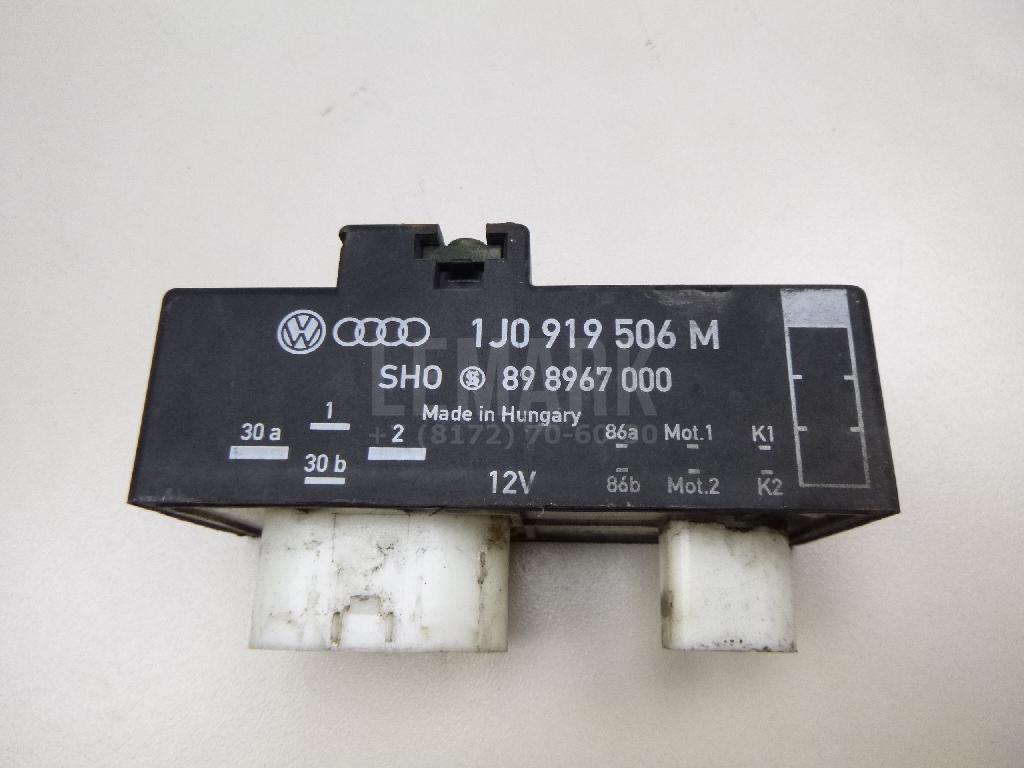 1J0 919 506 M
SHO 89 8967 000
Made in Hungary
30 a 1 2 86a Mot.1 K1
30 b 12V 86b Mot.2 K2
LEMARK